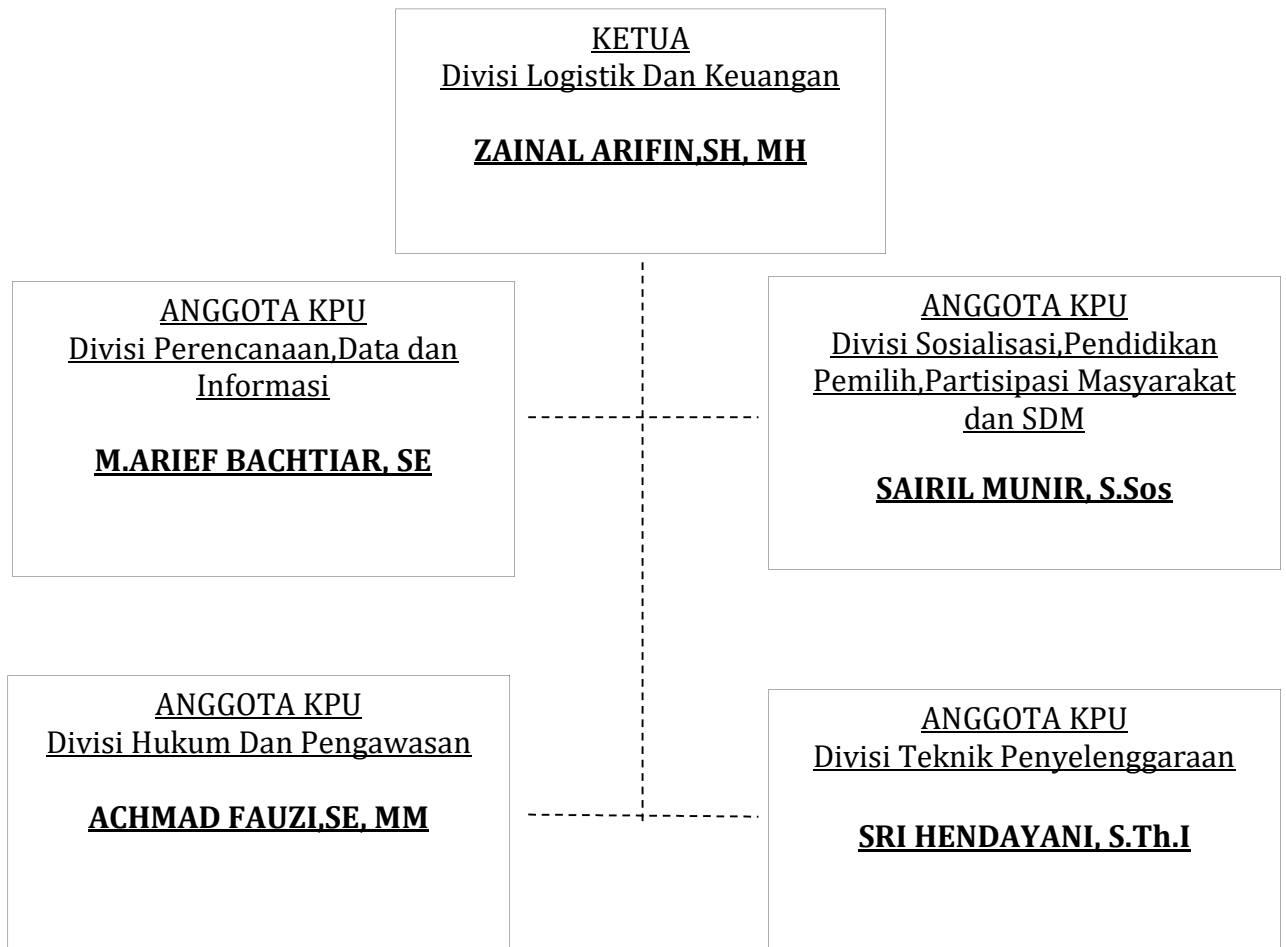 KETUA
Divisi Logistik Dan Keuangan
ZAINAL ARIFIN,SH, MH
ANGGOTA KPU
Divisi Perencanaan,Data dan
Informasi
M.ARIEF BACHTIAR, SE
ANGGOTA KPU
Divisi Sosialisasi,Pendidikan
Pemilih,Partisipasi Masyarakat
dan SDM
SAIRIL MUNIR, S.Sos
ANGGOTA KPU
Divisi Hukum Dan Pengawasan
ACHMAD FAUZI,SE, MM
ANGGOTA KPU
Divisi Teknik Penyelenggaraan
SRI HENDAYANI, S.Th.I